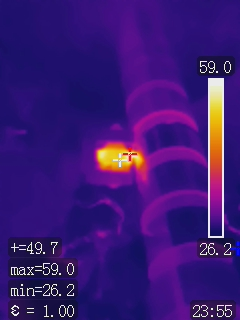 59.0
26.2
+=49.7
max=59.0
min=26.2
ε = 1.00
23:55